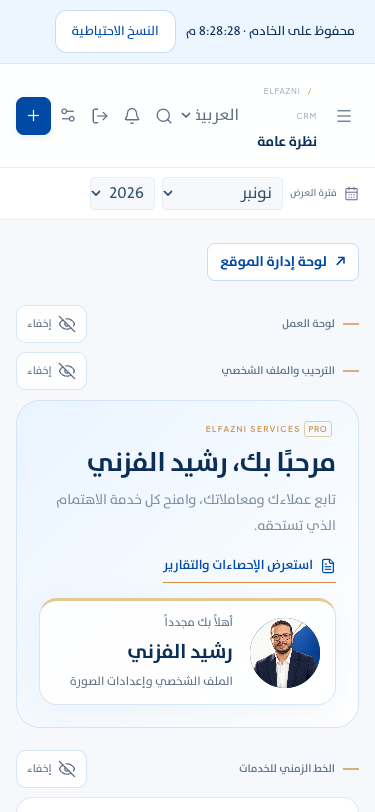 محفوظ على الخادم · 8:28:28 م
النسخ الاحتياطية
ELFAZNI /
CRM
نظرة عامة
العربية
فترة العرض
نونبر
2026
لوحة إدارة الموقع
لوحة العمل
إخفاء
الترحيب والملف الشخصي
إخفاء
ELFAZNI SERVICES PRO
مرحبًا بك، رشيد الفزني
تابع عملاءك ومعاملاتك، وامنح كل خدمة الاهتمام
الذي تستحقه.
استعرض الإحصاءات والتقارير
أهلاً بك مجدداً
رشيد الفزني
الملف الشخصي وإعدادات الصورة
الخط الزمني للخدمات
إخفاء